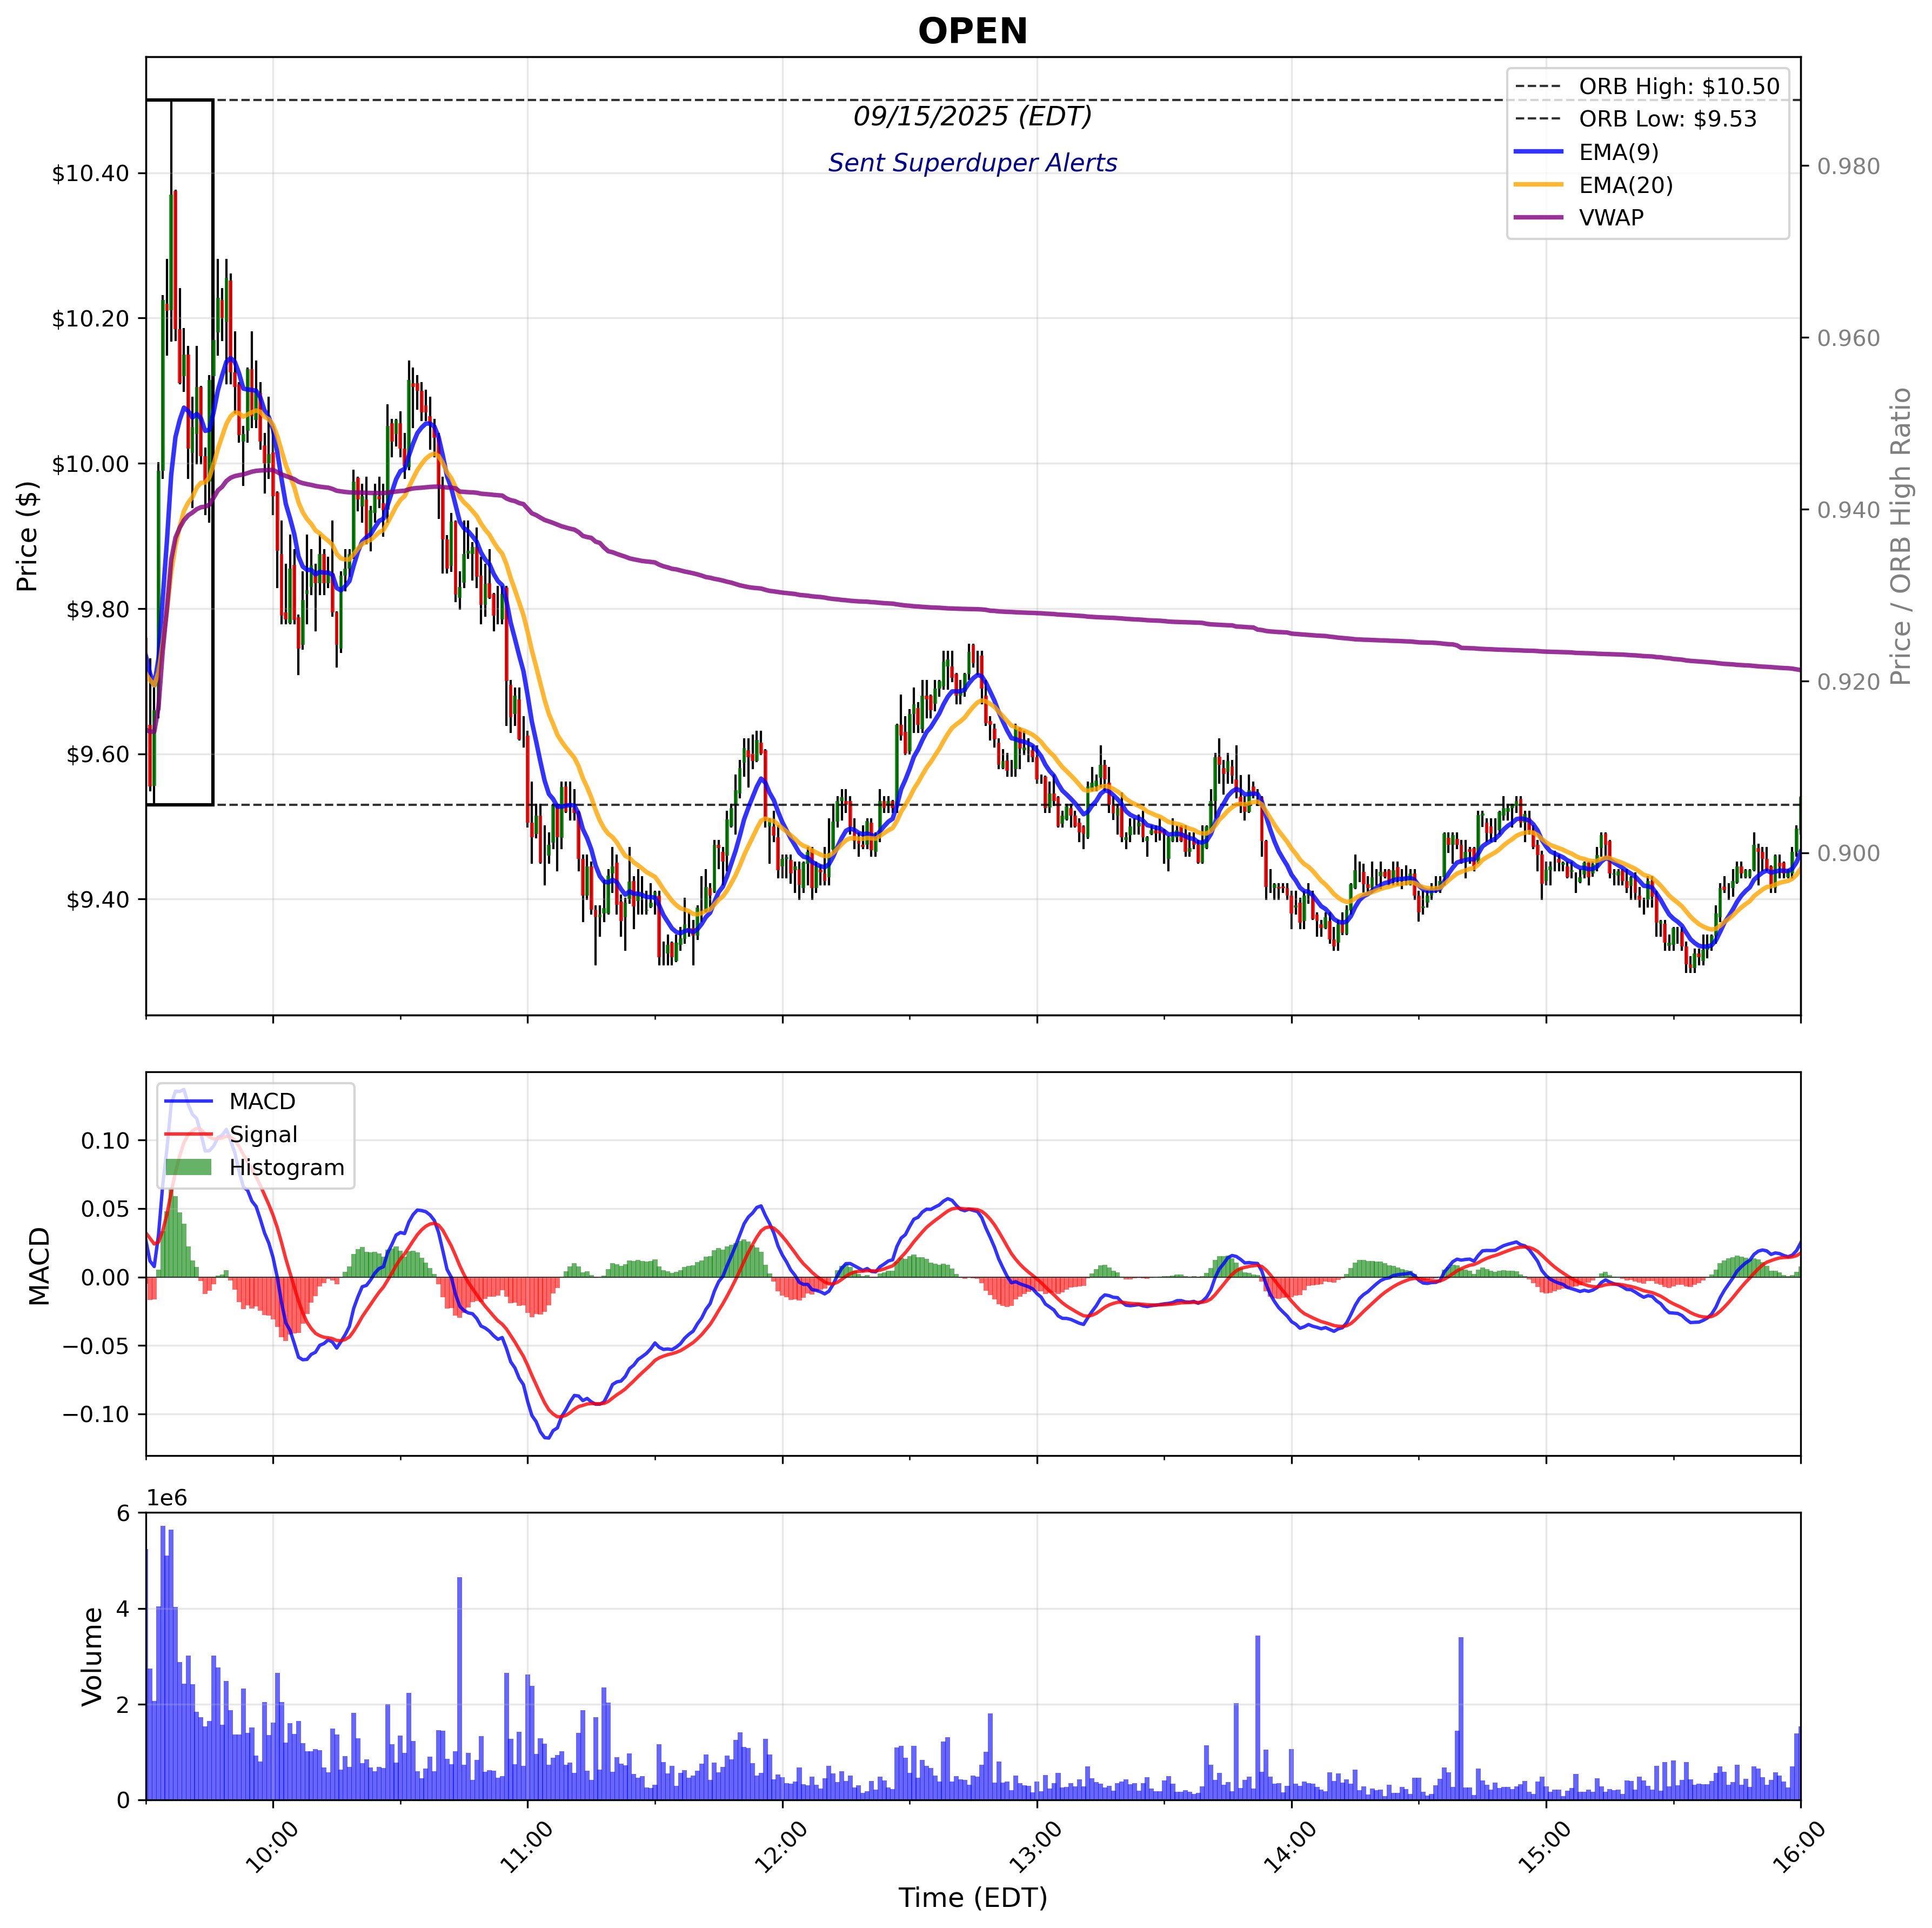 OPEN
09/15/2025 (EDT)
Sent Superduper Alerts
ORB High: $10.50
ORB Low: $9.53
EMA(9)
EMA(20)
VWAP
Price ($)
$10.40
$10.20
$10.00
$9.80
$9.60
$9.40
0.980
0.960
0.940
0.920
0.900
Price / ORB High Ratio
MACD
Signal
Histogram
MACD
0.10
0.05
0.00
−0.05
−0.10
1e6
Volume
6
4
2
0
10:00
11:00
12:00
13:00
14:00
15:00
16:00
Time (EDT)